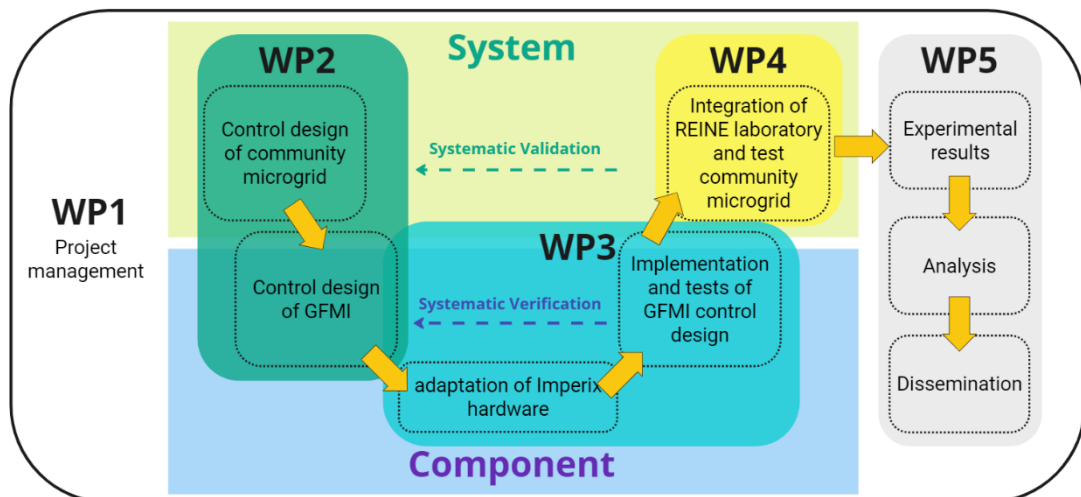 WP1
Project
management
System
WP2
Control design
of community
microgrid
Control design
of GFMI
Systematic Validation
Systematic Verification
WP3
adaptation of Imperix
hardware
Implementation
and tests of
GFMI control
design
WP4
Integration of
REINE laboratory
and test
community
microgrid
Component
WP5
Experimental
results
Analysis
Dissemination